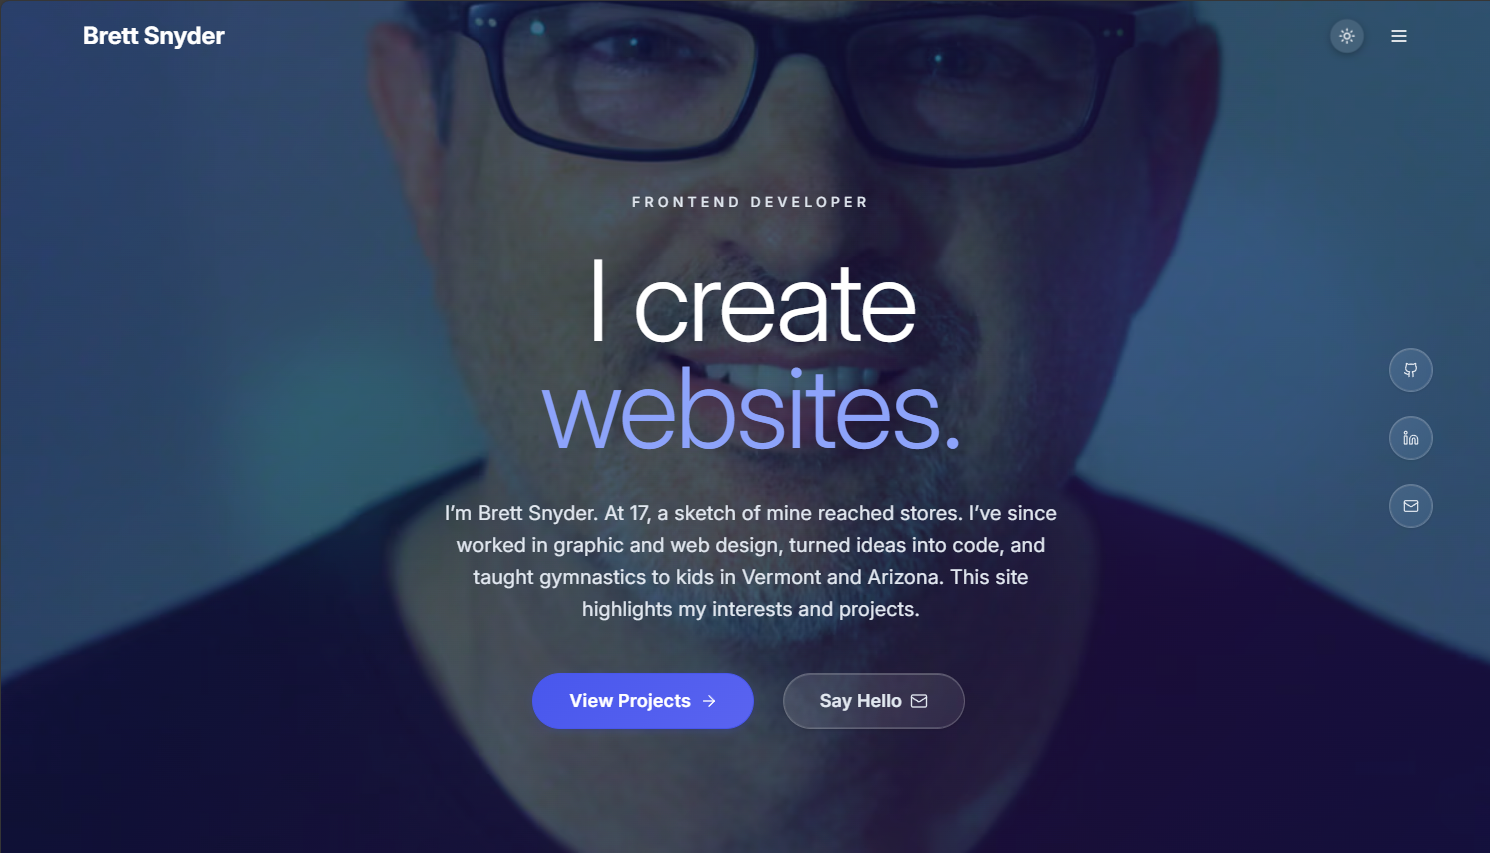 Brett Snyder
FRONTEND DEVELOPER
I create
websites.
I’m Brett Snyder. At 17, a sketch of mine reached stores. I’ve since
worked in graphic and web design, turned ideas into code, and
taught gymnastics to kids in Vermont and Arizona. This site
highlights my interests and projects.
View Projects
Say Hello